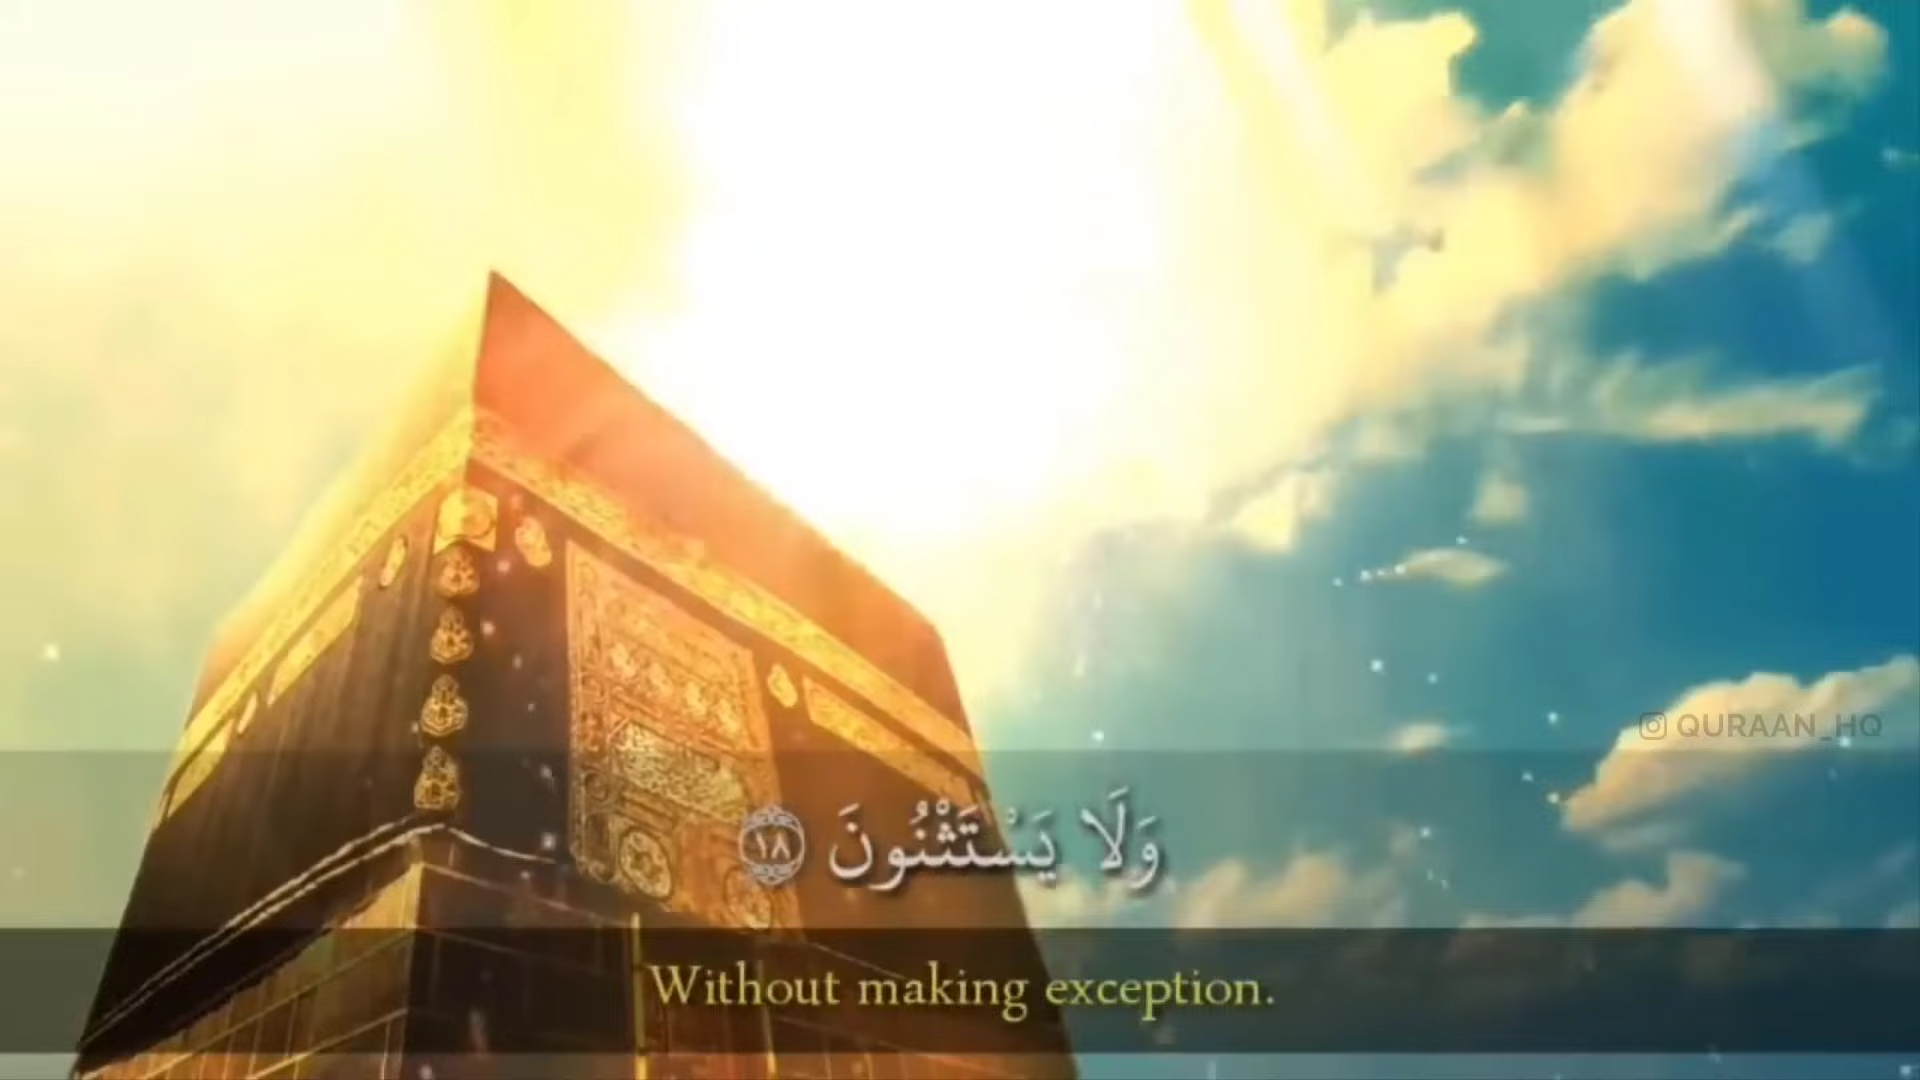 QURAAN_HQ
وَلَا يَسْتَثْنُونَ ١٨
Without making exception.